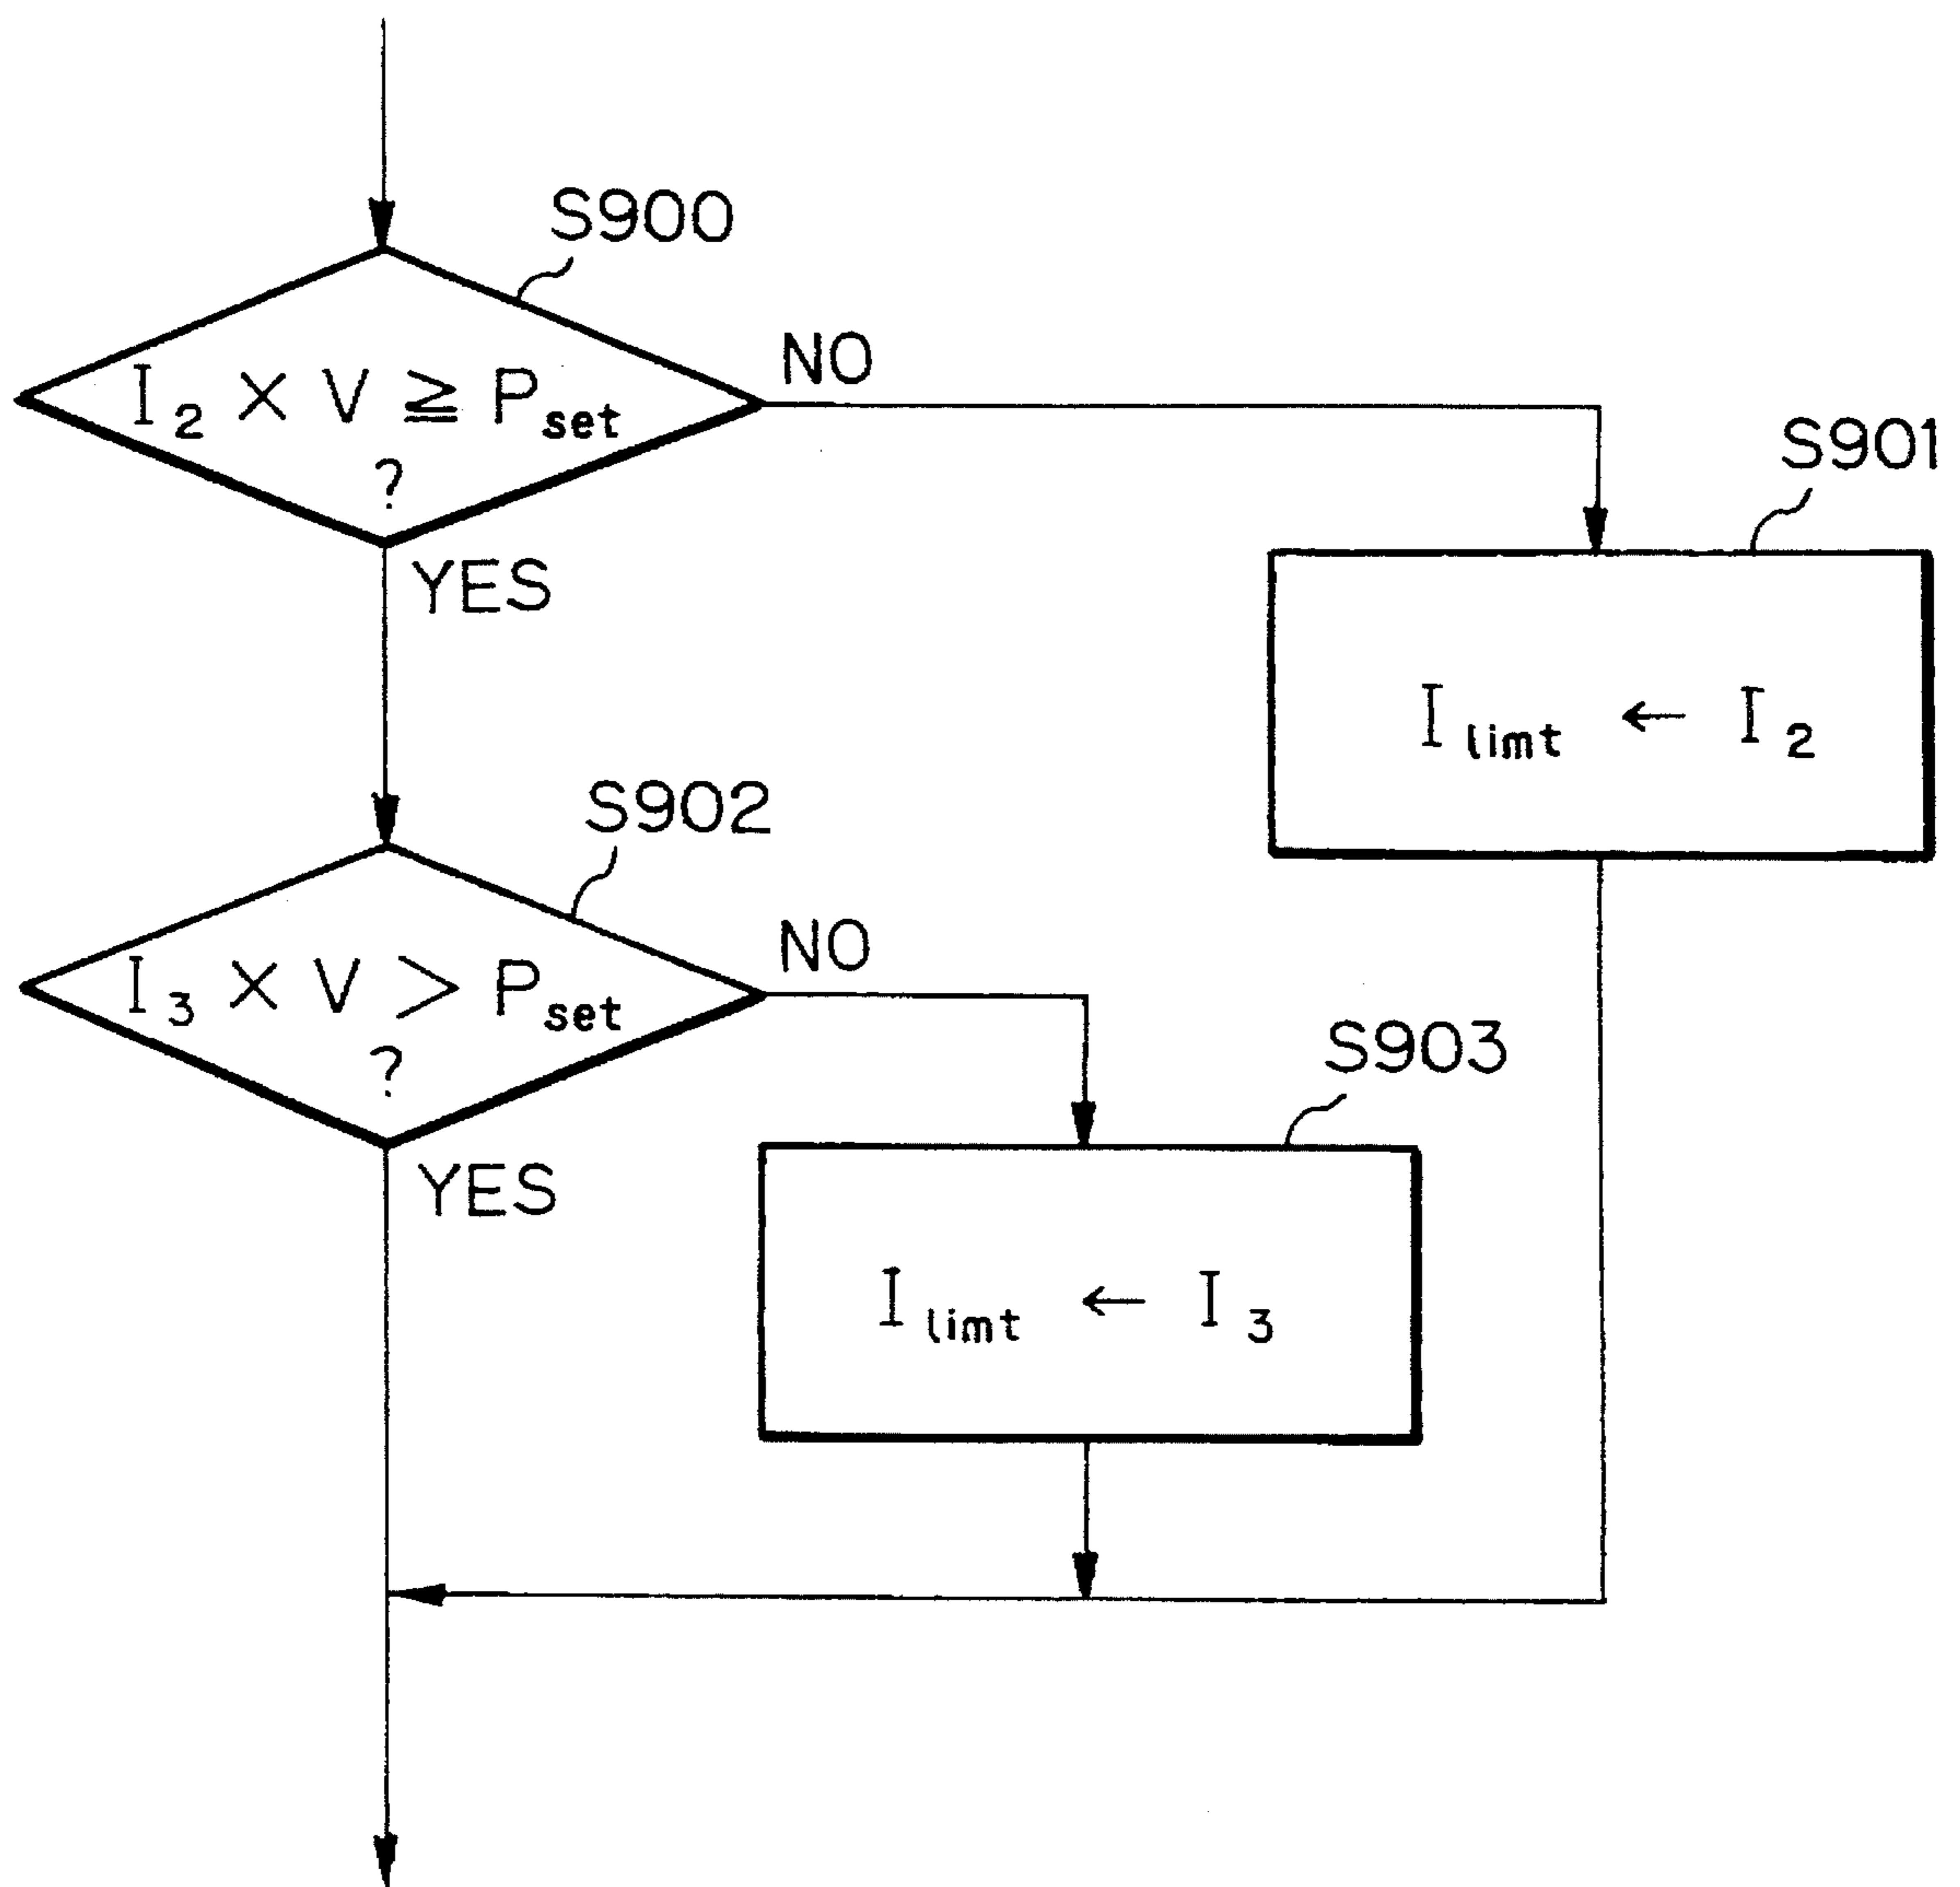 S900
I2 × V ≧ Pset
?
NO
YES
S901
Ilimt ← I2
S902
I3 × V > Pset
?
NO
YES
S903
Ilimt ← I3